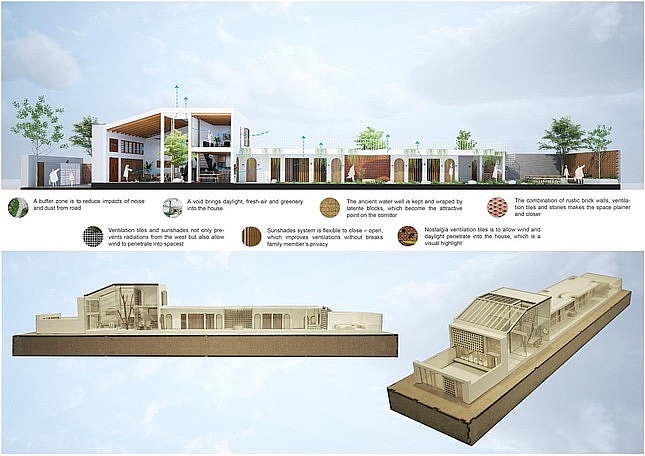 A buffer zone is to reduce impacts of noise
and dust from road
A void brings daylight, fresh-air and greenery
into the house
The ancient water well is kept and wraped by
latente blocks, which become the attractive
point on the corridor
The combination of rustic brick walls, ventila-
tion tiles and stones makes the space plainer
and closer
Ventilation tiles and sunshades not only pre-
vents radiations from the west but also allow
wind to penetrate into spacest
Sunshades system is flexible to close – open,
which improves ventilations without breaks
family member's privacy
Nostalgia ventilation tiles is to allow wind and
daylight penetrate into the house, which is a
visual highlight